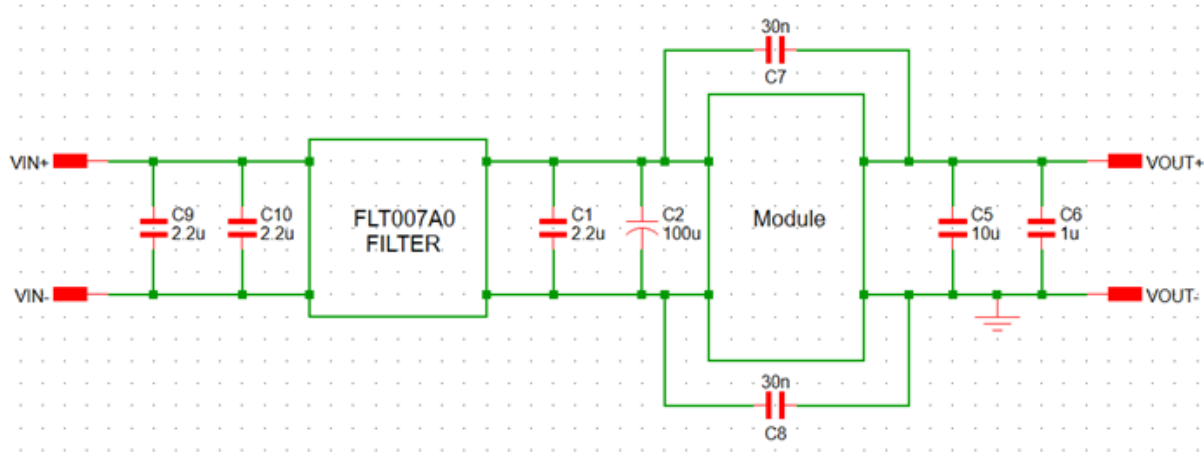 30n
C7
VIN+
C9
2.2u
C10
2.2u
FLT007A0
FILTER
C1
2.2u
C2
100u
Module
C5
10u
C6
1u
VOUT+
VIN-
VOUT-
30n
C8